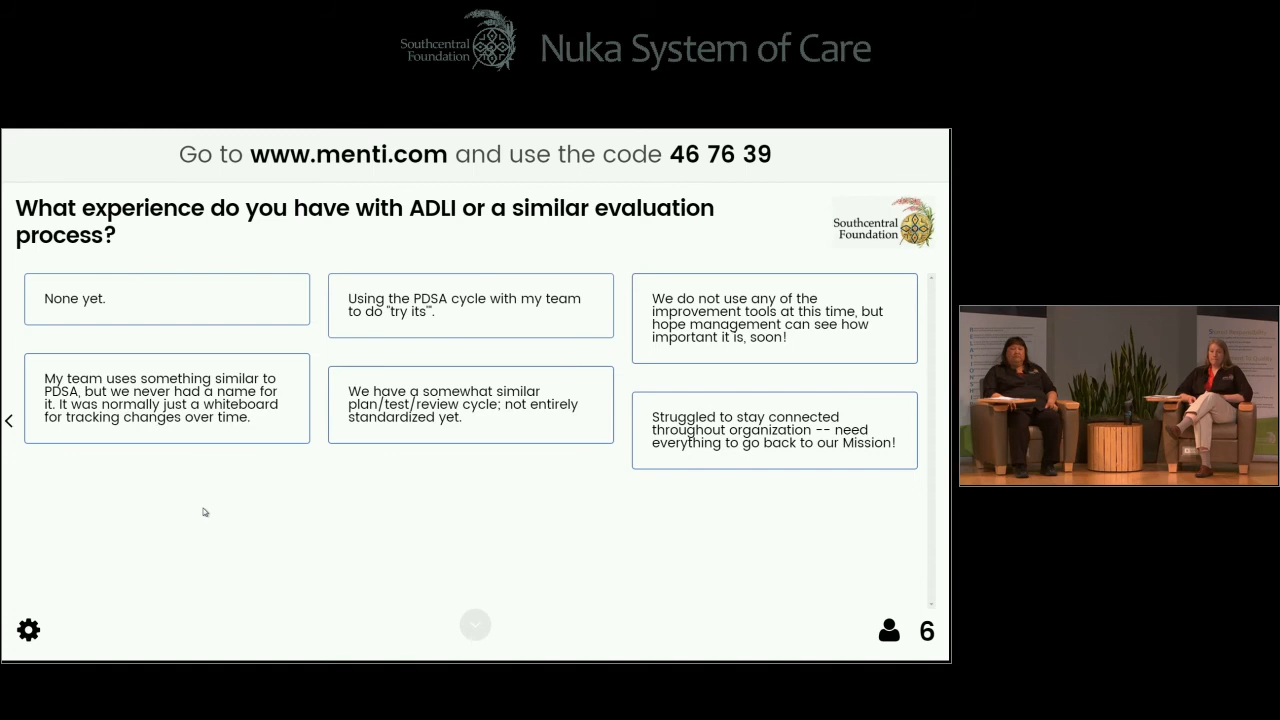 Southcentral
Foundation
Nuka System of Care
Go to www.menti.com and use the code 46 76 39
What experience do you have with ADLI or a similar evaluation
process?
Southcentral
Foundation
None yet.
Using the PDSA cycle with my team
to do "try its"'.
We do not use any of the
improvement tools at this time, but
hope management can see how
important it is, soon!
My team uses something similar to
PDSA, but we never had a name for
it. It was normally just a whiteboard
for tracking changes over time.
We have a somewhat similar
plan/test/review cycle; not entirely
standardized yet.
Struggled to stay connected
throughout organization -- need
everything to go back to our Mission!
6